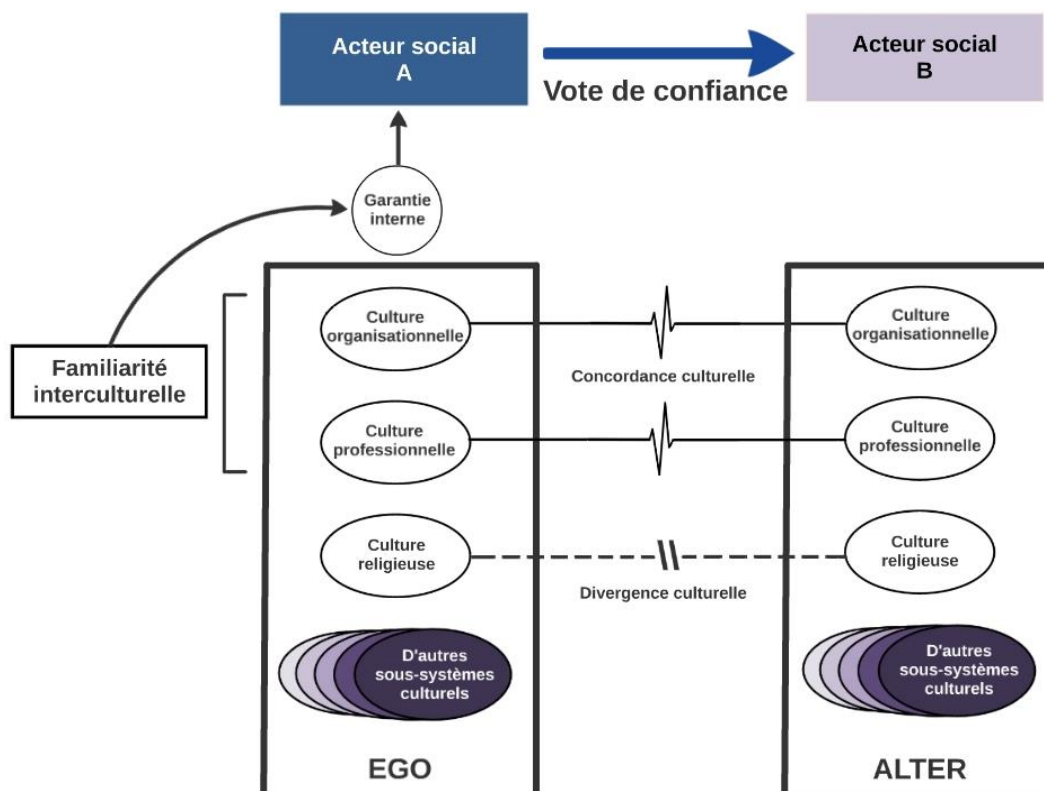 Acteur social
A
Vote de confiance
Acteur social
B
Garantie
interne
Familiarité
interculturelle
Culture
organisationnelle
Concordance culturelle
Culture
organisationnelle
Culture
professionnelle
Culture
professionnelle
Culture
religieuse
Divergence culturelle
Culture
religieuse
D'autres
sous-systèmes
culturels
D'autres
sous-systèmes
culturels
EGO
ALTER